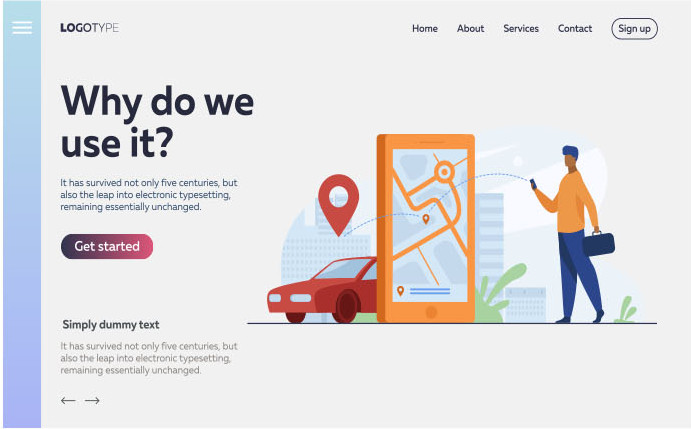 LOGOTYPE
Home
About
Services
Contact
Sign up
Why do we
use it?
It has survived not only five centuries, but
also the leap into electronic typesetting,
remaining essentially unchanged.
Get started
Simply dummy text
It has survived not only five centuries, but
also the leap into electronic typesetting,
remaining essentially unchanged.